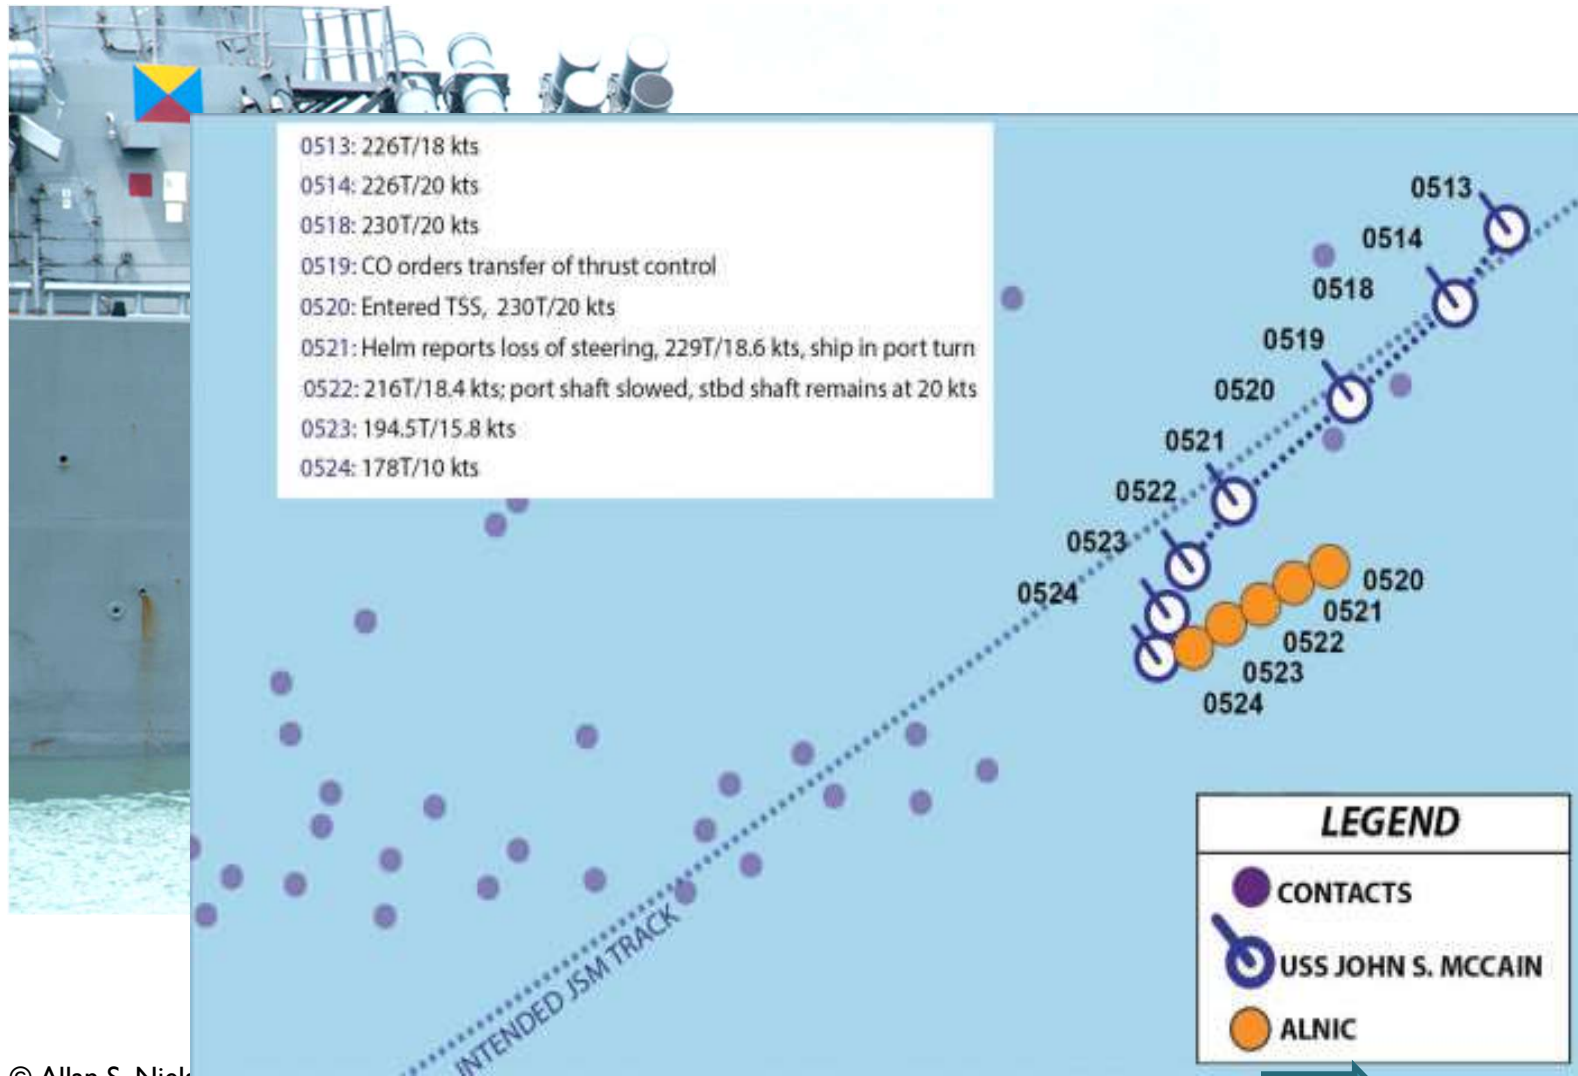 0513: 226T/18 kts
0514: 226T/20 kts
0518: 230T/20 kts
0519: CO orders transfer of thrust control
0520: Entered TSS, 230T/20 kts
0521: Helm reports loss of steering, 229T/18.6 kts, ship in port turn
0522: 216T/18.4 kts; port shaft slowed, stbd shaft remains at 20 kts
0523: 194.5T/15.8 kts
0524: 178T/10 kts
0513
0514
0518
0519
0520
0521
0522
0523
0524
0520
0521
0522
0523
0524
INTENDED JSM TRACK
LEGEND
CONTACTS
USS JOHN S. MCCAIN
ALNIC
© Allan S.